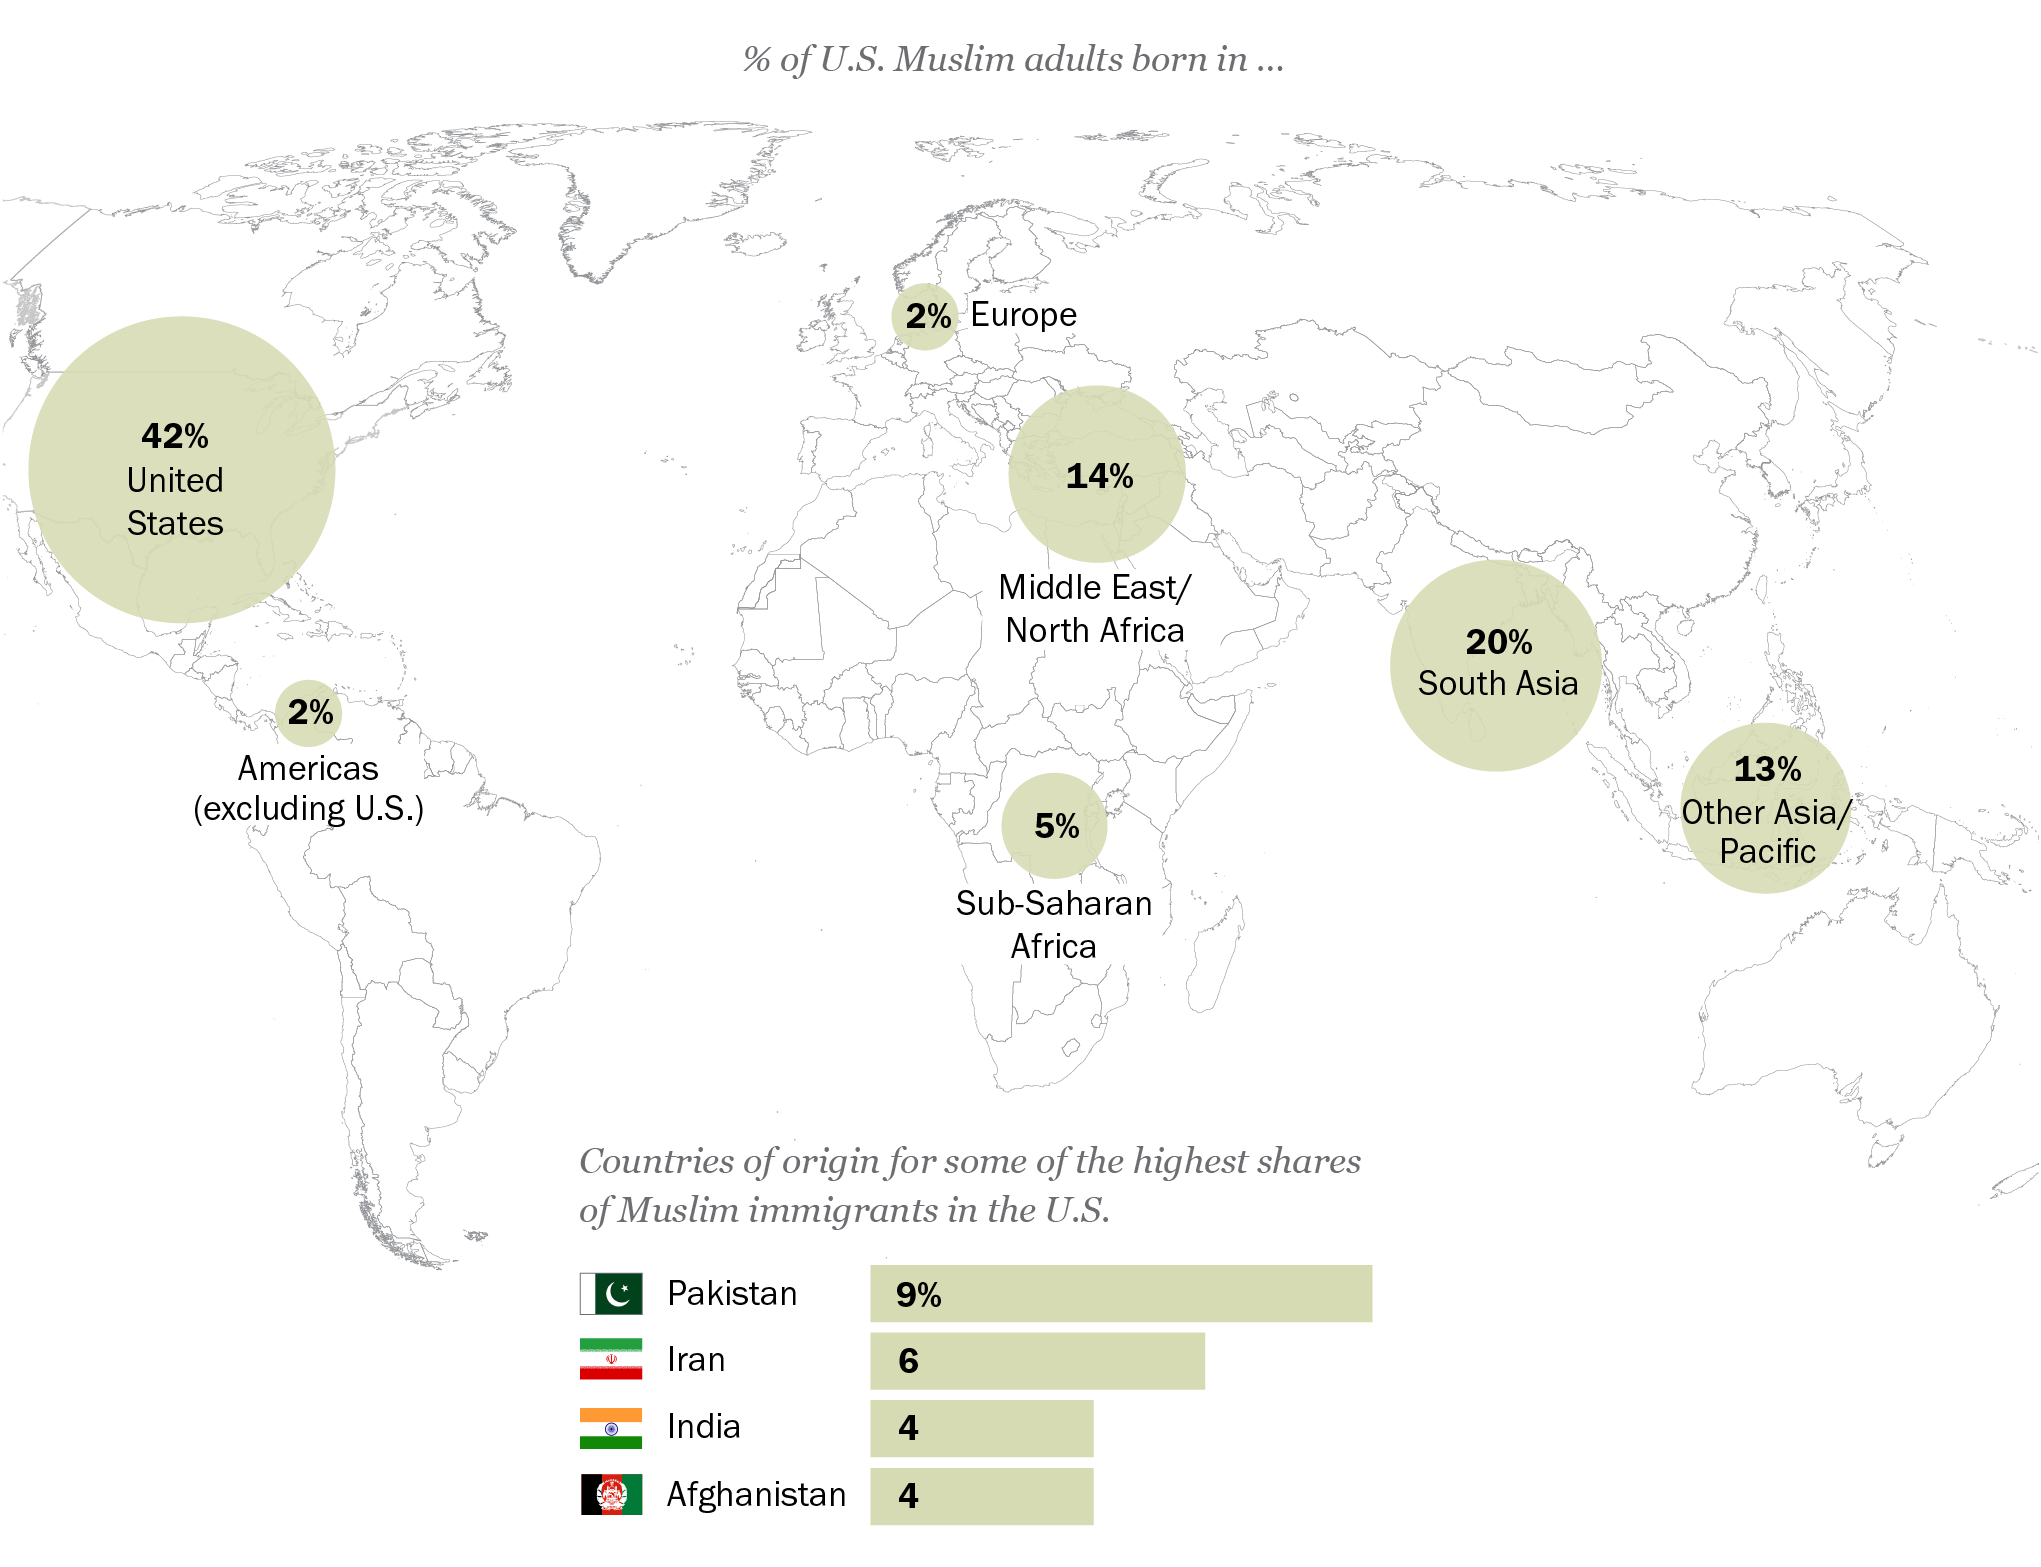 % of U.S. Muslim adults born in ...
2% Europe
42%
United
States
14%
Middle East/
North Africa
20%
South Asia
2%
Americas
(excluding U.S.)
13%
Other Asia/
Pacific
5%
Sub-Saharan
Africa
Countries of origin for some of the highest shares
of Muslim immigrants in the U.S.
Pakistan 9%
Iran 6
India 4
Afghanistan 4